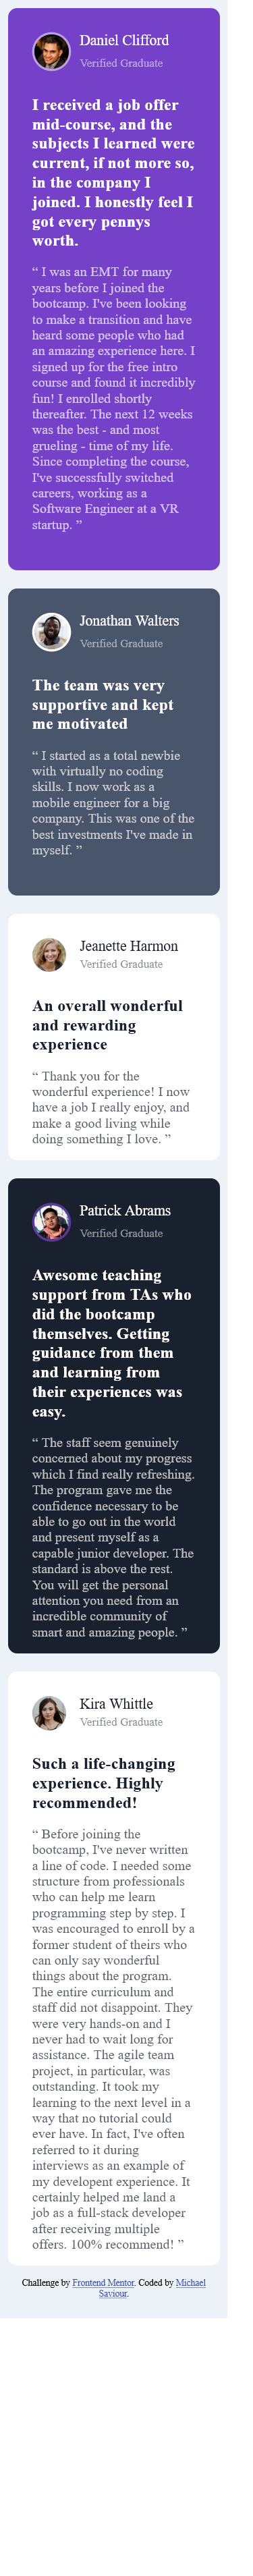 Daniel Clifford
Verified Graduate
I received a job offer
mid-course, and the
subjects I learned were
current, if not more so,
in the company I
joined. I honestly feel I
got every pennys
worth.
“ I was an EMT for many
years before I joined the
bootcamp. I've been looking
to make a transition and have
heard some people who had
an amazing experience here. I
signed up for the free intro
course and found it incredibly
fun! I enrolled shortly
thereafter. The next 12 weeks
was the best - and most
grueling - time of my life.
Since completing the course,
I've successfully switched
careers, working as a
Software Engineer at a VR
startup. ”
Jonathan Walters
Verified Graduate
The team was very
supportive and kept
me motivated
“ I started as a total newbie
with virtually no coding
skills. I now work as a
mobile engineer for a big
company. This was one of the
best investments I've made in
myself. ”
Jeanette Harmon
Verified Graduate
An overall wonderful
and rewarding
experience
“ Thank you for the
wonderful experience! I now
have a job I really enjoy, and
make a good living while
doing something I love. ”
Patrick Abrams
Verified Graduate
Awesome teaching
support from TAs who
did the bootcamp
themselves. Getting
guidance from them
and learning from
their experiences was
easy.
“ The staff seem genuinely
concerned about my progress
which I find really refreshing.
The program gave me the
confidence necessary to be
able to go out in the world
and present myself as a
capable junior developer. The
standard is above the rest.
You will get the personal
attention you need from an
incredible community of
smart and amazing people. ”
Kira Whittle
Verified Graduate
Such a life-changing
experience. Highly
recommended!
“ Before joining the
bootcamp, I've never written
a line of code. I needed some
structure from professionals
who can help me learn
programming step by step. I
was encouraged to enroll by a
former student of theirs who
can only say wonderful
things about the program.
The entire curriculum and
staff did not disappoint. They
were very hands-on and I
never had to wait long for
assistance. The agile team
project, in particular, was
outstanding. It took my
learning to the next level in a
way that no tutorial could
ever have. In fact, I've often
referred to it during
interviews as an example of
my developent experience. It
certainly helped me land a
job as a full-stack developer
after receiving multiple
offers. 100% recommend! ”
Challenge by Frontend Mentor. Coded by Michael
Saviour.